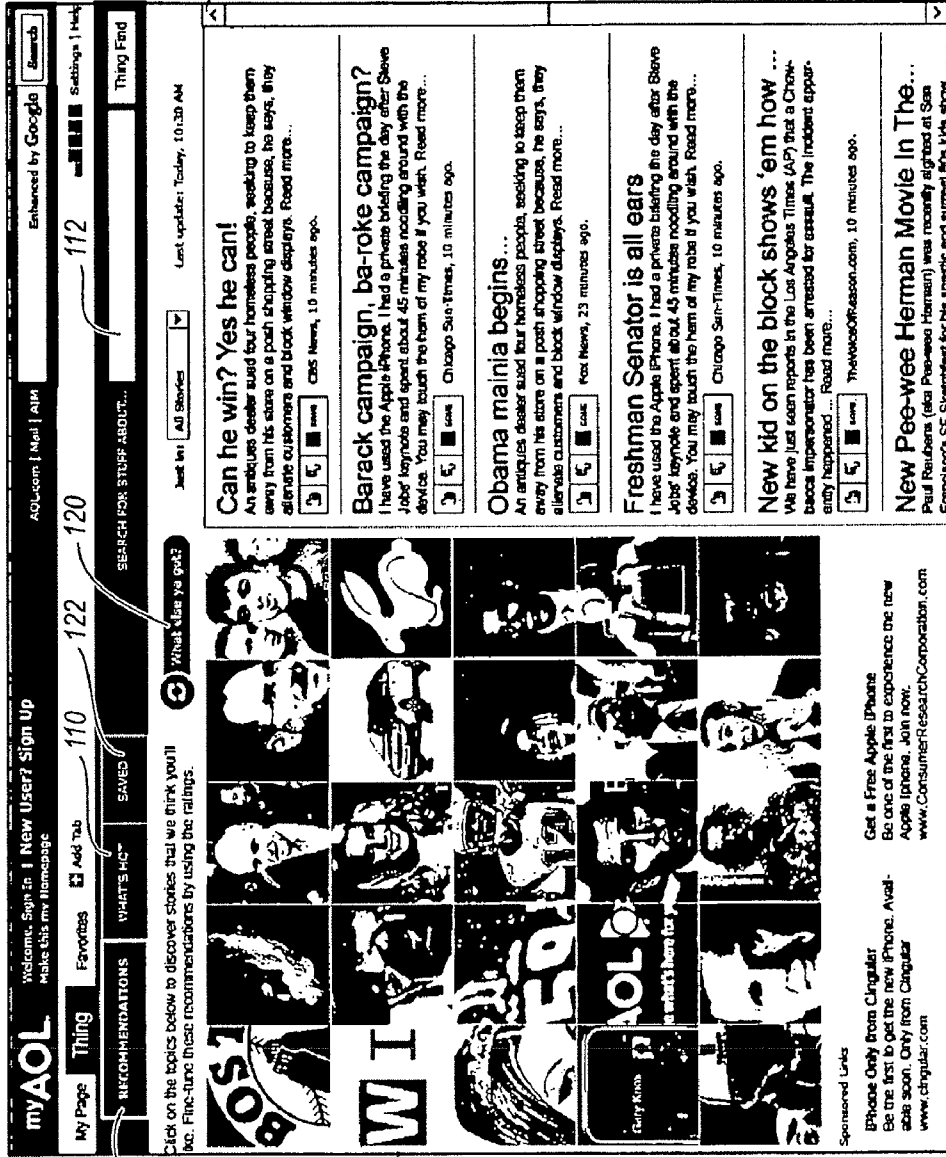 myAOL
Welcome. Sign In | New User? Sign Up
Make this my Homepage
AOL.com | Mail | AIM
Enhanced by Google
Search
My Page
Thing
Favorites
Add Tab
Settings | Help
110
122
120
112
RECOMMENDATIONS
WHAT'S HOT
SAVED
SEARCH FOR STUFF ABOUT...
Thing Find
Click on the topics below to discover stories that we think you'll
like. Fine-tune these recommendations by using the ratings.
What else ya got?
Just in:
All Stories
Last update: Today, 10:30 AM
BOS
W I
AOL
Can he win? Yes he can!
An antiques dealer sued four homeless people, seeking to keep them
away from his store on a posh shopping street because, he says, they
alienate customers and block window displays. Read more...
SAVE
CBS News, 10 minutes ago.
Barack campaign, ba-roke campaign?
I have used the Apple iPhone. I had a private briefing the day after Steve
Jobs' keynote and spent about 45 minutes noodling around with the
device. You may touch the hem of my robe if you wish. Read more...
SAVE
Chicago Sun-Times, 10 minutes ago.
Obama mainia begins...
An antiques dealer sued four homeless people, seeking to keep them
away from his store on a posh shopping street because, he says, they
alienate customers and block window displays. Read more...
SAVE
Fox News, 23 minutes ago.
Freshman Senator is all ears
I have used the Apple iPhone. I had a private briefing the day after Steve
Jobs' keynote and spent about 45 minutes noodling around with the
device. You may touch the hem of my robe if you wish. Read more...
SAVE
Chicago Sun-Times, 10 minutes ago.
New kid on the block shows 'em how ...
We have just seen reports in the Los Angeles Times (AP) that a Chew-
bacca impersonator has been arrested for assault. The incident appar-
ently happened ... Read more...
SAVE
TheVoiceOfReason.com, 10 minutes ago.
New Pee-wee Herman Movie In The...
Paul Reubens (aka Pee-wee Herman) was recently sighted at San
Sponsored Links
iPhone Only from Cingular
Be the first to get the new iPhone. Avail-
able soon. Only from Cingular
www.cingular.com
Get a Free Apple iPhone
Be one of the first to experience the new
Apple Iphone. Join now.
www.ConsumerResearchCorporation.com